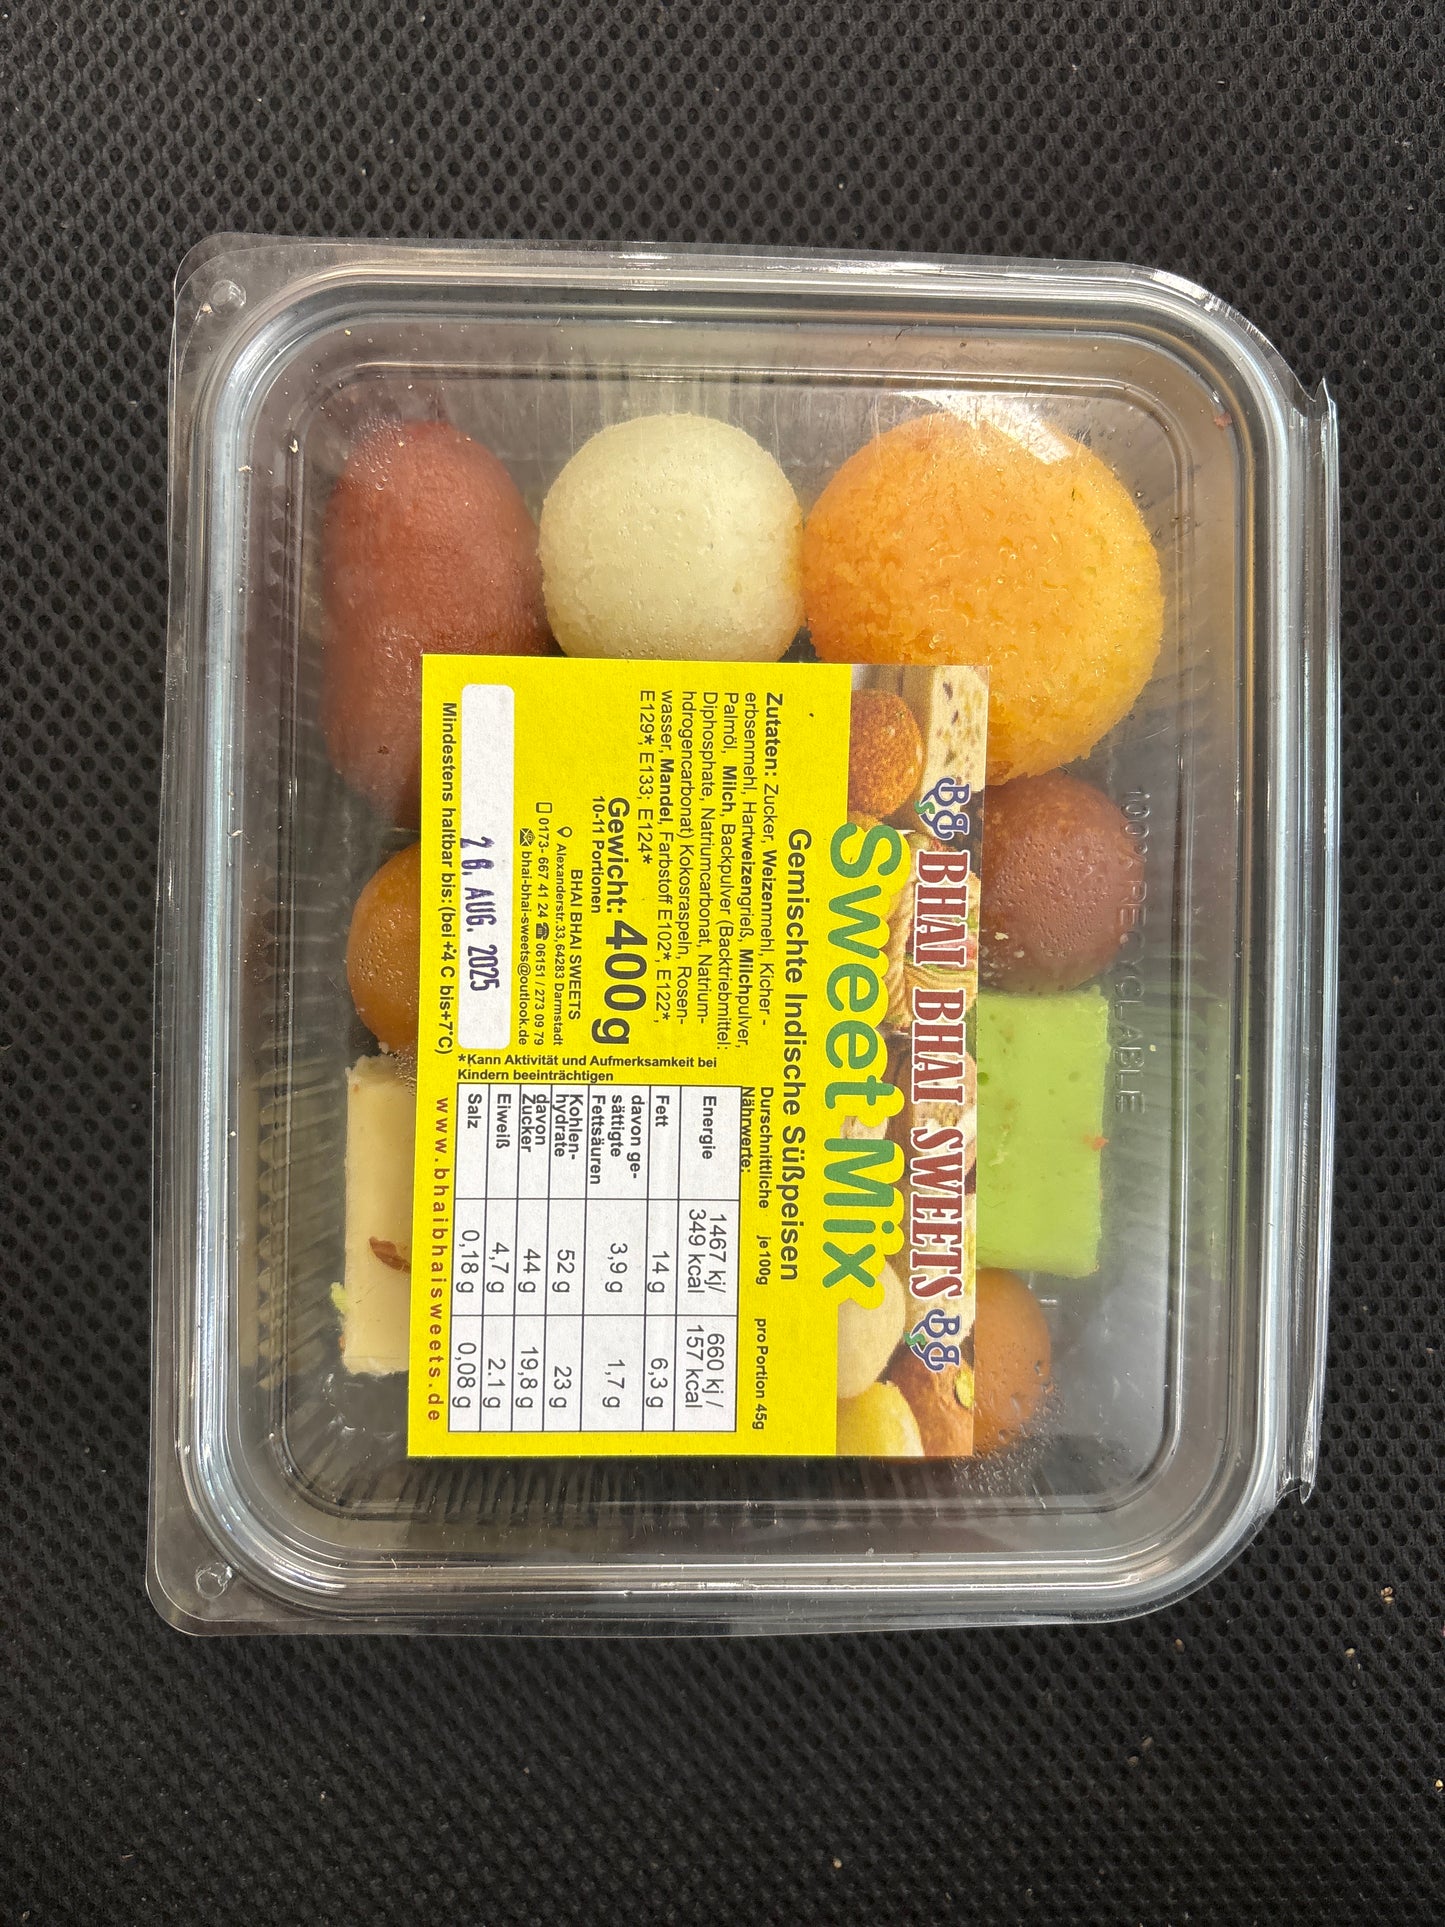 BB BHAI BHAI SWEETS BB
Sweet Mix
Gemischte Indische Süßpeisen
Zutaten: Zucker, Weizenmehl, Kicher -
erbsenmehl, Hartweizengrieß, Milchpulver,
Palmöl, Milch, Backpulver (Backtriebmittel:
Diphosphate, Natriumcarbonat, Natrium-
hdrogencarbonat) Kokosraspeln, Rosen-
wasser, Mandel, Farbstoff E102*, E122*,
E129*, E133; E124*
Gewicht: 400g
10-11 Portionen
BHAI BHAI SWEETS
Alexanderstr.33,64283 Darmstadt
0173- 667 41 24 ☎ 06151 / 273 09 79
bhai-bhai-sweets@outlook.de
26. AUG. 2025
Mindestens haltbar bis: (bei +4°C bis+7°C)
Durschnittliche je100g pro Portion 45g
Nährwerte:
Energie 1467 kj/ 660 kj /
349 kcal 157 kcal
Fett 14 g 6,3 g
davon ge-
sättigte 3,9 g 1,7 g
Fettsäuren
Kohlen- 52 g 23 g
hydrate
davon 44 g 19,8 g
Zucker
Eiweiß 4,7 g 2.1 g
Salz 0,18 g 0,08 g
*Kann Aktivität und Aufmerksamkeit bei
Kindern beeinträchtigen
www.bhaibhaisweets.de
100% RECYCLABLE